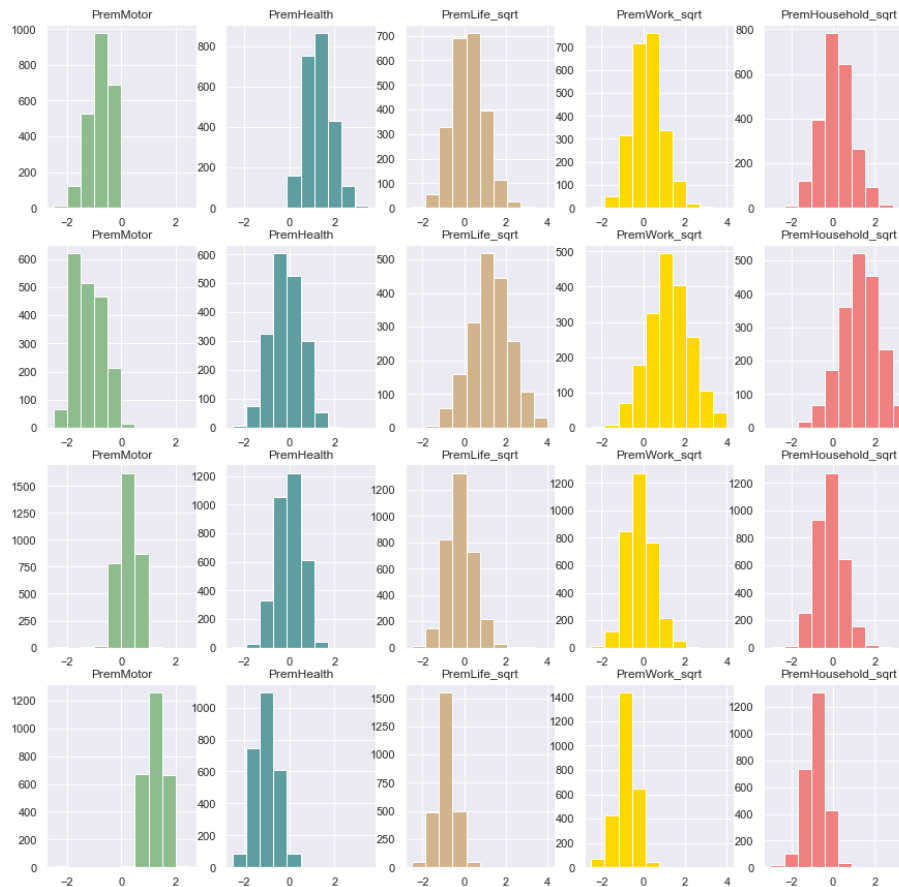 PremMotor PremHealth PremLife_sqrt PremWork_sqrt PremHousehold_sqrt
1000 800 600 400 200 0
800 600 400 200 0
700 600 500 400 300 200 100 0
700 600 500 400 300 200 100 0
800 600 400 200 0
−2 0 2 −2 0 2 −2 0 2 4 −2 0 2 4 −2 0 2
PremMotor PremHealth PremLife_sqrt PremWork_sqrt PremHousehold_sqrt
600 500 400 300 200 100 0
600 500 400 300 200 100 0
500 400 300 200 100 0
500 400 300 200 100 0
500 400 300 200 100 0
−2 0 2 −2 0 2 −2 0 2 4 −2 0 2 4 −2 0 2
PremMotor PremHealth PremLife_sqrt PremWork_sqrt PremHousehold_sqrt
1500 1250 1000 750 500 250 0
1200 1000 800 600 400 200 0
1200 1000 800 600 400 200 0
1200 1000 800 600 400 200 0
1200 1000 800 600 400 200 0
−2 0 2 −2 0 2 −2 0 2 4 −2 0 2 4 −2 0 2
PremMotor PremHealth PremLife_sqrt PremWork_sqrt PremHousehold_sqrt
1200 1000 800 600 400 200 0
1000 800 600 400 200 0
1500 1250 1000 750 500 250 0
1400 1200 1000 800 600 400 200 0
1200 1000 800 600 400 200 0
−2 0 2 −2 0 2 −2 0 2 4 −2 0 2 4 −2 0 2